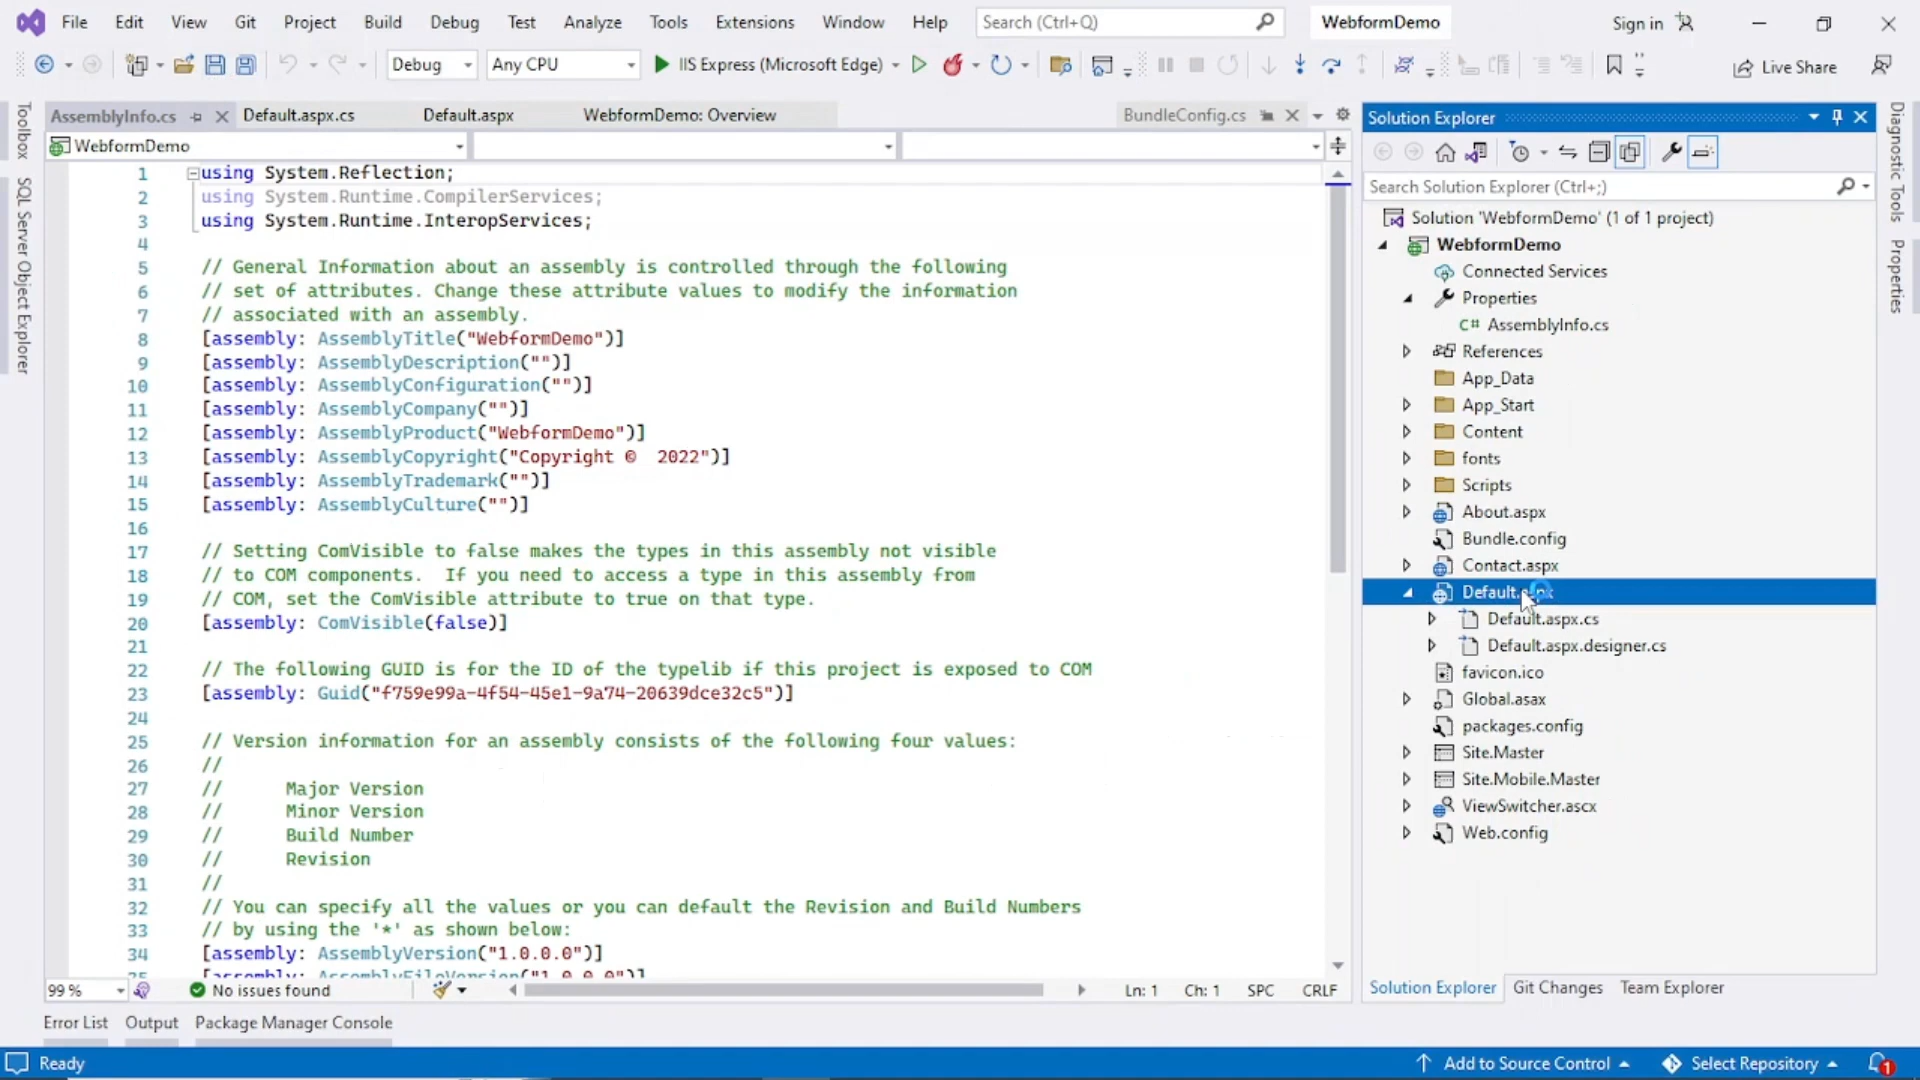 File Edit View Git Project Build Debug Test Analyze Tools Extensions Window Help Search (Ctrl+Q) WebformDemo Sign in
Debug Any CPU IIS Express (Microsoft Edge) Live Share
AssemblyInfo.cs Default.aspx.cs Default.aspx WebformDemo: Overview BundleConfig.cs
WebformDemo
1 using System.Reflection;
2 using System.Runtime.CompilerServices;
3 using System.Runtime.InteropServices;
4
5 // General Information about an assembly is controlled through the following
6 // set of attributes. Change these attribute values to modify the information
7 // associated with an assembly.
8 [assembly: AssemblyTitle("WebformDemo")]
9 [assembly: AssemblyDescription("")]
10 [assembly: AssemblyConfiguration("")]
11 [assembly: AssemblyCompany("")]
12 [assembly: AssemblyProduct("WebformDemo")]
13 [assembly: AssemblyCopyright("Copyright ©  2022")]
14 [assembly: AssemblyTrademark("")]
15 [assembly: AssemblyCulture("")]
16
17 // Setting ComVisible to false makes the types in this assembly not visible
18 // to COM components.  If you need to access a type in this assembly from
19 // COM, set the ComVisible attribute to true on that type.
20 [assembly: ComVisible(false)]
21
22 // The following GUID is for the ID of the typelib if this project is exposed to COM
23 [assembly: Guid("f759e99a-4f54-45e1-9a74-20639dce32c5")]
24
25 // Version information for an assembly consists of the following four values:
26 //
27 //      Major Version
28 //      Minor Version
29 //      Build Number
30 //      Revision
31 //
32 // You can specify all the values or you can default the Revision and Build Numbers
33 // by using the '*' as shown below:
34 [assembly: AssemblyVersion("1.0.0.0")]
35 [assembly: AssemblyFileVersion("1.0.0.0")]
99 % No issues found Ln: 1 Ch: 1 SPC CRLF
Error List Output Package Manager Console
Ready Add to Source Control Select Repository 1
Toolbox
SQL Server Object Explorer
Solution Explorer
Search Solution Explorer (Ctrl+;)
Solution 'WebformDemo' (1 of 1 project)
WebformDemo
Connected Services
Properties
C# AssemblyInfo.cs
References
App_Data
App_Start
Content
fonts
Scripts
About.aspx
Bundle.config
Contact.aspx
Default.aspx
Default.aspx.cs
Default.aspx.designer.cs
favicon.ico
Global.asax
packages.config
Site.Master
Site.Mobile.Master
ViewSwitcher.ascx
Web.config
Solution Explorer Git Changes Team Explorer
Diagnostic Tools
Properties